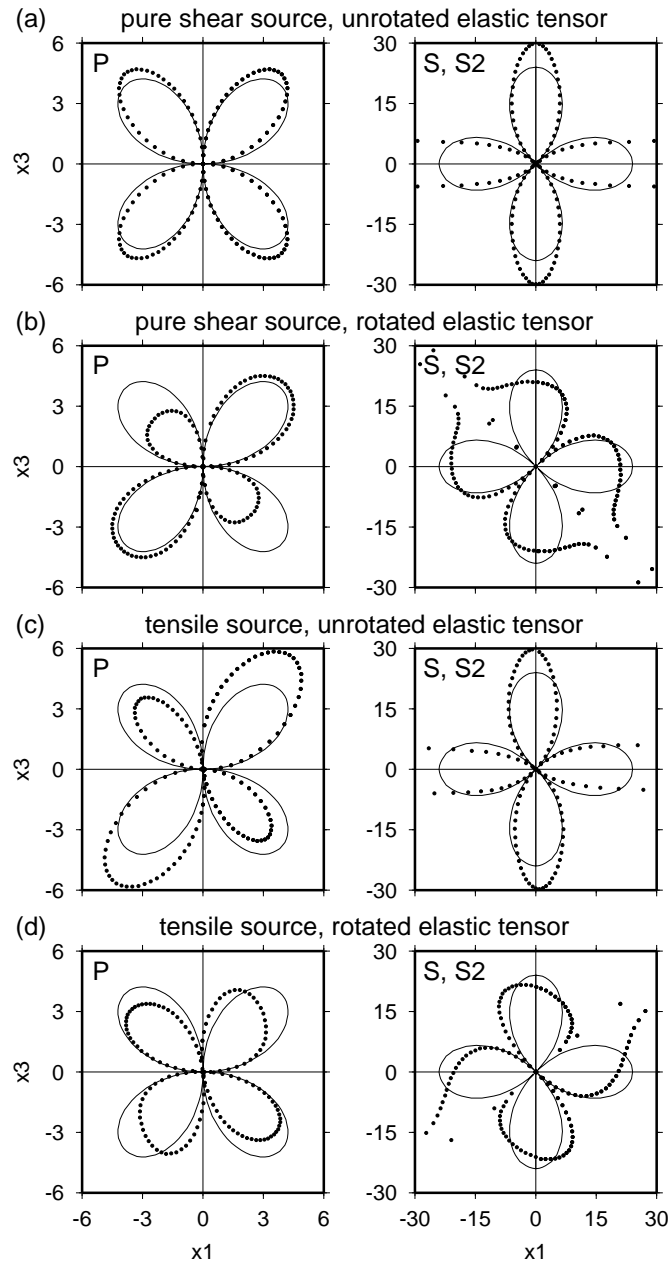 (a) pure shear source, unrotated elastic tensor
P
S, S2
6
3
0
-3
-6
x3
30
15
0
-15
-30
(b) pure shear source, rotated elastic tensor
P
S, S2
6
3
0
-3
-6
x3
30
15
0
-15
-30
(c) tensile source, unrotated elastic tensor
P
S, S2
6
3
0
-3
-6
x3
30
15
0
-15
-30
(d) tensile source, rotated elastic tensor
P
S, S2
6
3
0
-3
-6
x3
30
15
0
-15
-30
-6 -3 0 3 6
-30 -15 0 15 30
x1
x1